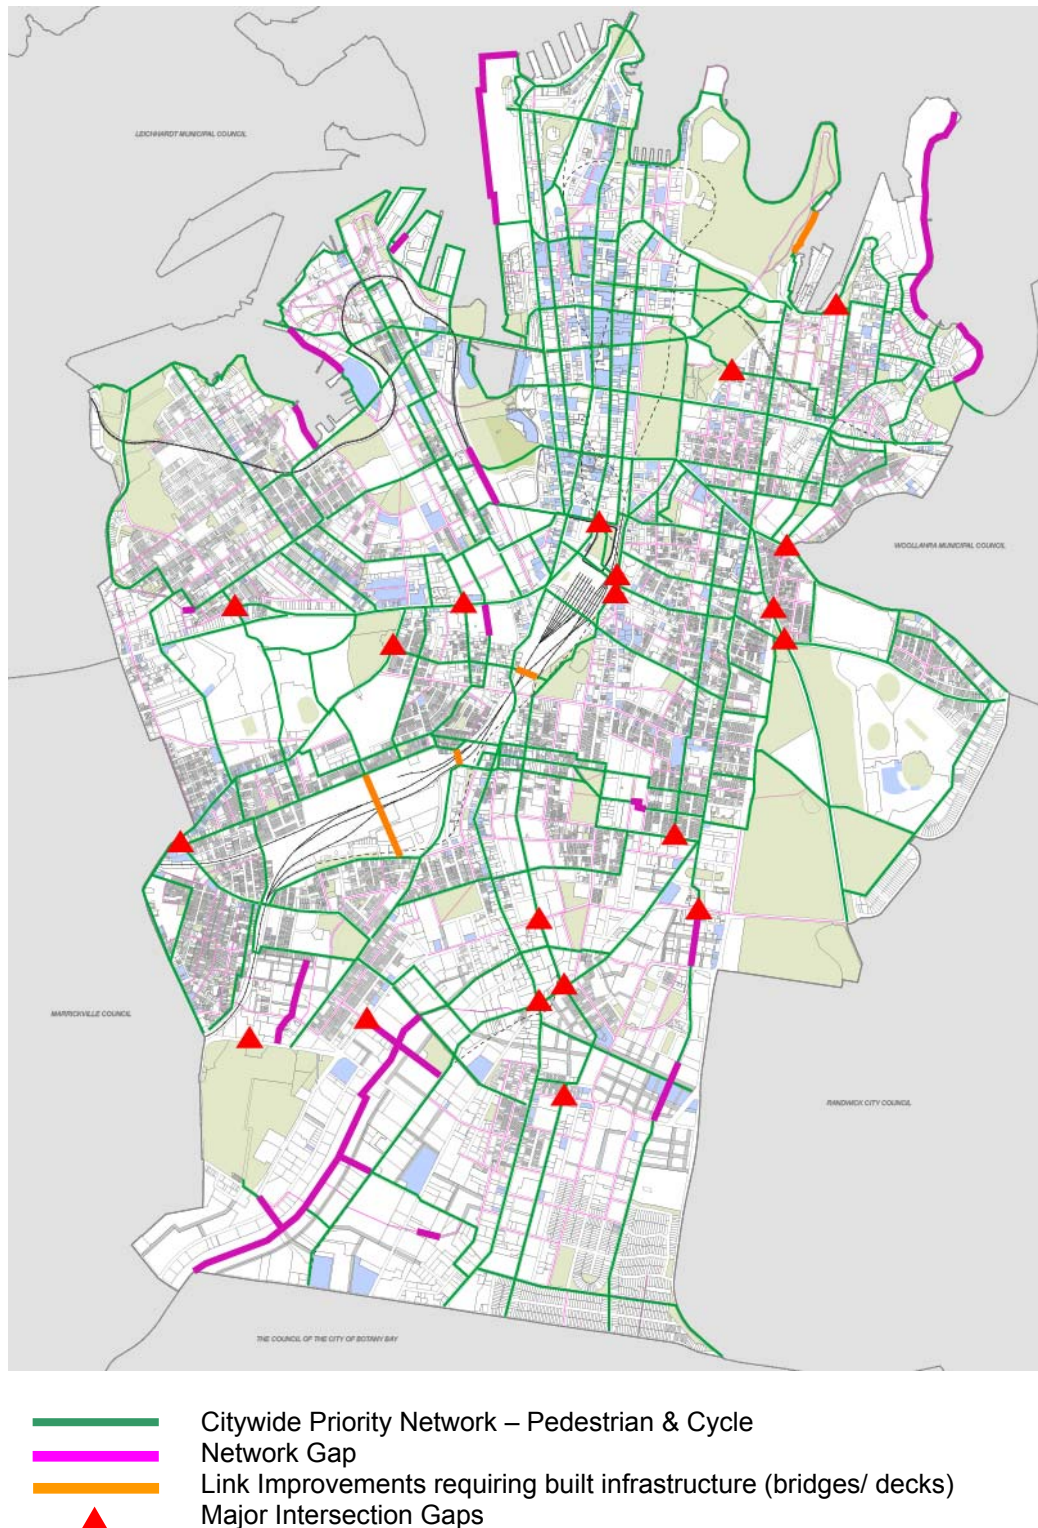 LEICHHARDT MUNICIPAL COUNCIL
WOOLLAHRA MUNICIPAL COUNCIL
MARRICKVILLE COUNCIL
RANDWICK CITY COUNCIL
THE COUNCIL OF THE CITY OF BOTANY BAY
Citywide Priority Network – Pedestrian & Cycle
Network Gap
Link Improvements requiring built infrastructure (bridges/ decks)
Major Intersection Gaps